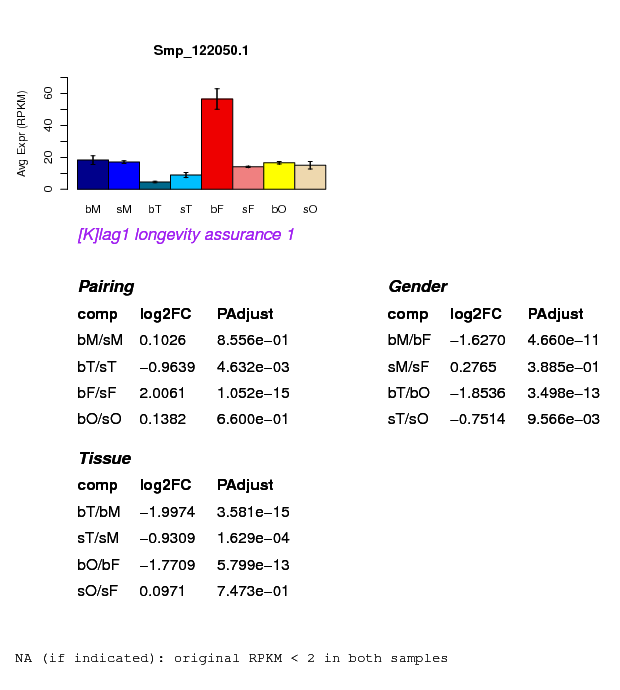 Smp_122050.1
Avg Expr (RPKM)
0 20 40 60
bM sM bT sT bF sF bO sO
[K]lag1 longevity assurance 1
Pairing
comp log2FC PAdjust
bM/sM 0.1026 8.556e−01
bT/sT −0.9639 4.632e−03
bF/sF 2.0061 1.052e−15
bO/sO 0.1382 6.600e−01
Gender
comp log2FC PAdjust
bM/bF −1.6270 4.660e−11
sM/sF 0.2765 3.885e−01
bT/bO −1.8536 3.498e−13
sT/sO −0.7514 9.566e−03
Tissue
comp log2FC PAdjust
bT/bM −1.9974 3.581e−15
sT/sM −0.9309 1.629e−04
bO/bF −1.7709 5.799e−13
sO/sF 0.0971 7.473e−01
NA (if indicated): original RPKM < 2 in both samples